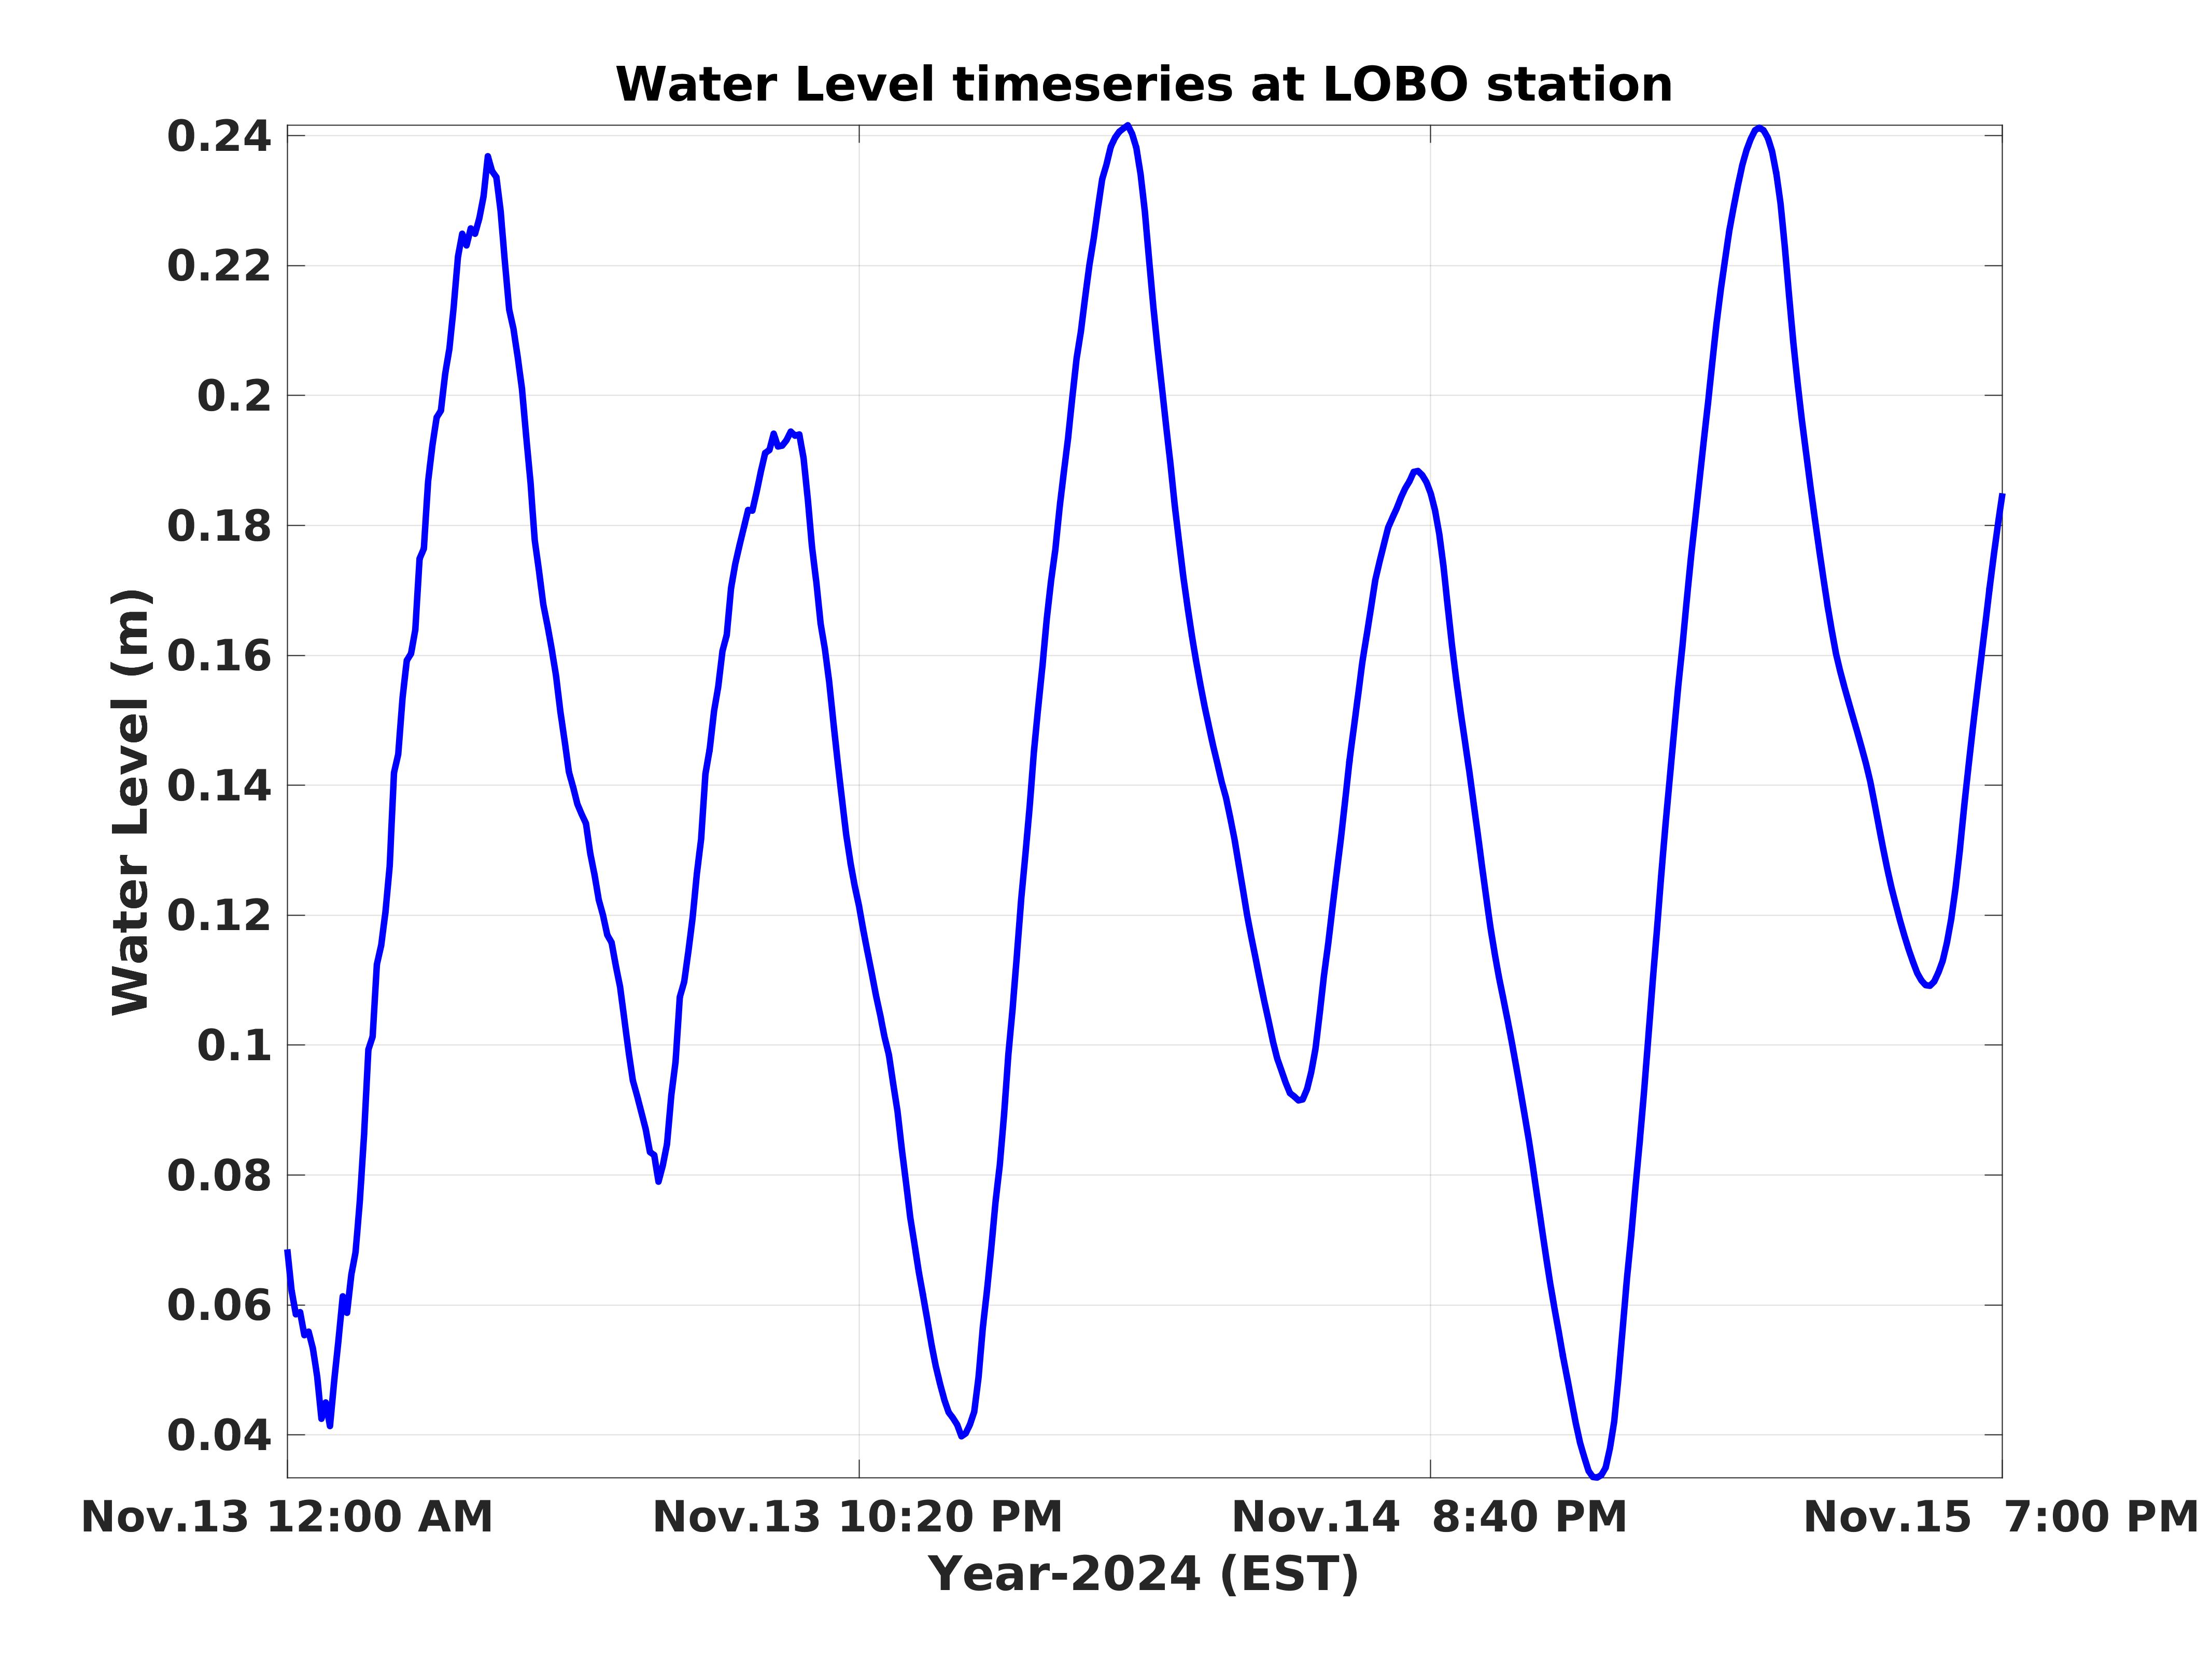 Water Level timeseries at LOBO station
0.24
0.22
0.2
0.18
0.16
0.14
0.12
0.1
0.08
0.06
0.04
Water Level (m)
Nov.13 12:00 AM
Nov.13 10:20 PM
Nov.14  8:40 PM
Nov.15  7:00 PM
Year-2024 (EST)